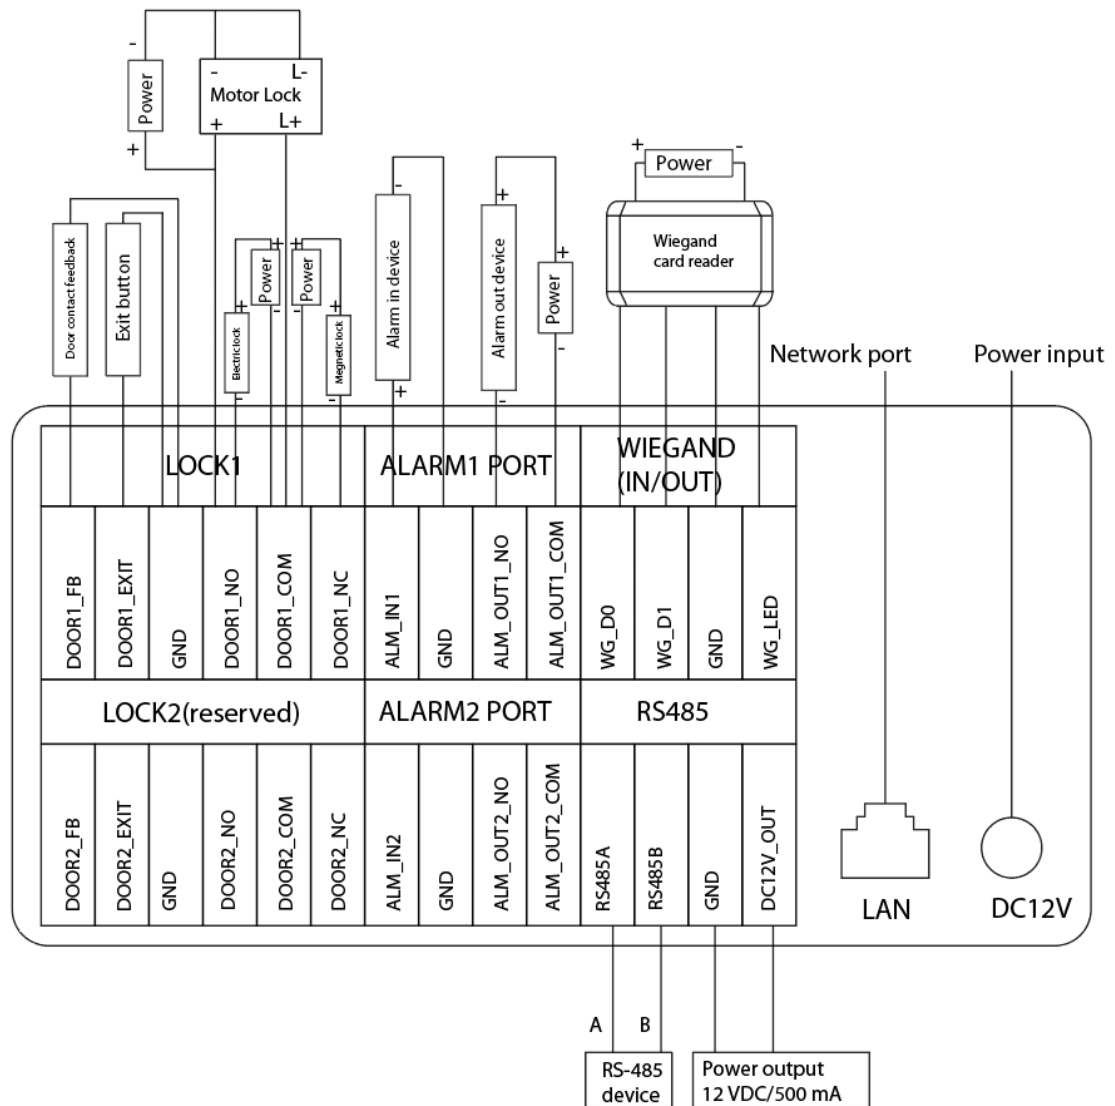 -
L-
Power
-
Motor Lock
+
L+
+
+
-
Power
-
+
+
Door contact feedback
Exit button
Electric lock
+
-
Power
+
-
Power
+
-
Megnetic lock
+
-
Alarm in device
-
+
Alarm out device
+
-
Power
+
-
Wiegand
card reader
Network port
Power input
LOCK1
ALARM1 PORT
WIEGAND
(IN/OUT)
DOOR1_FB
DOOR1_EXIT
GND
DOOR1_NO
DOOR1_COM
DOOR1_NC
ALM_IN1
GND
ALM_OUT1_NO
ALM_OUT1_COM
WG_D0
WG_D1
GND
WG_LED
LOCK2(reserved)
ALARM2 PORT
RS485
DOOR2_FB
DOOR2_EXIT
GND
DOOR2_NO
DOOR2_COM
DOOR2_NC
ALM_IN2
GND
ALM_OUT2_NO
ALM_OUT2_COM
RS485A
RS485B
GND
DC12V_OUT
LAN
DC12V
A
B
RS-485
device
Power output
12 VDC/500 mA